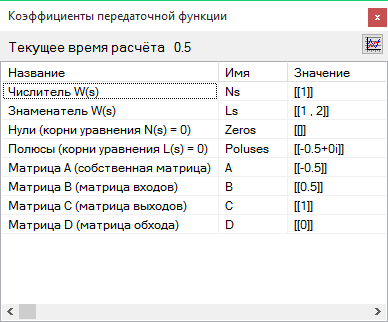 Коэффициенты передаточной функции
Текущее время расчёта 0.5
Название Имя Значение
Числитель W(s) Ns [[1]]
Знаменатель W(s) Ls [[1 , 2]]
Нули (корни уравнения N(s) = 0) Zeros [[]]
Полюсы (корни уравнения L(s) = 0) Poluses [[-0.5+0i]]
Матрица A (собственная матрица) A [[-0.5]]
Матрица B (матрица входов) B [[0.5]]
Матрица C (матрица выходов) C [[1]]
Матрица D (матрица обхода) D [[0]]